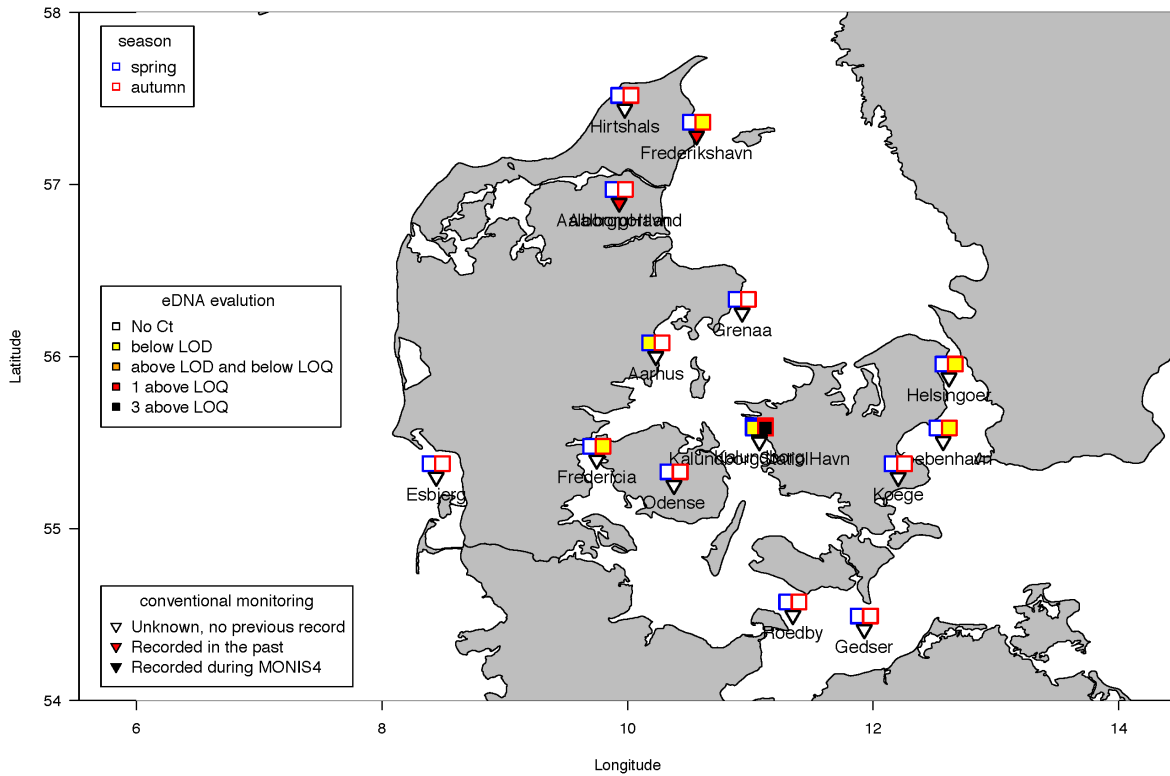 58
season
spring
autumn
Hirtshals
Frederikshavn
57
Grenaa
eDNA evalution
No Ct
below LOD
above LOD and below LOQ
1 above LOQ
3 above LOQ
56
Aarhus
Helsingoer
Fredericia
Esbjerg
Odense
Koege
55
Latitude
conventional monitoring
Unknown, no previous record
Recorded in the past
Recorded during MONIS4
Roedby
Gedser
54
6
8
10
12
14
Longitude